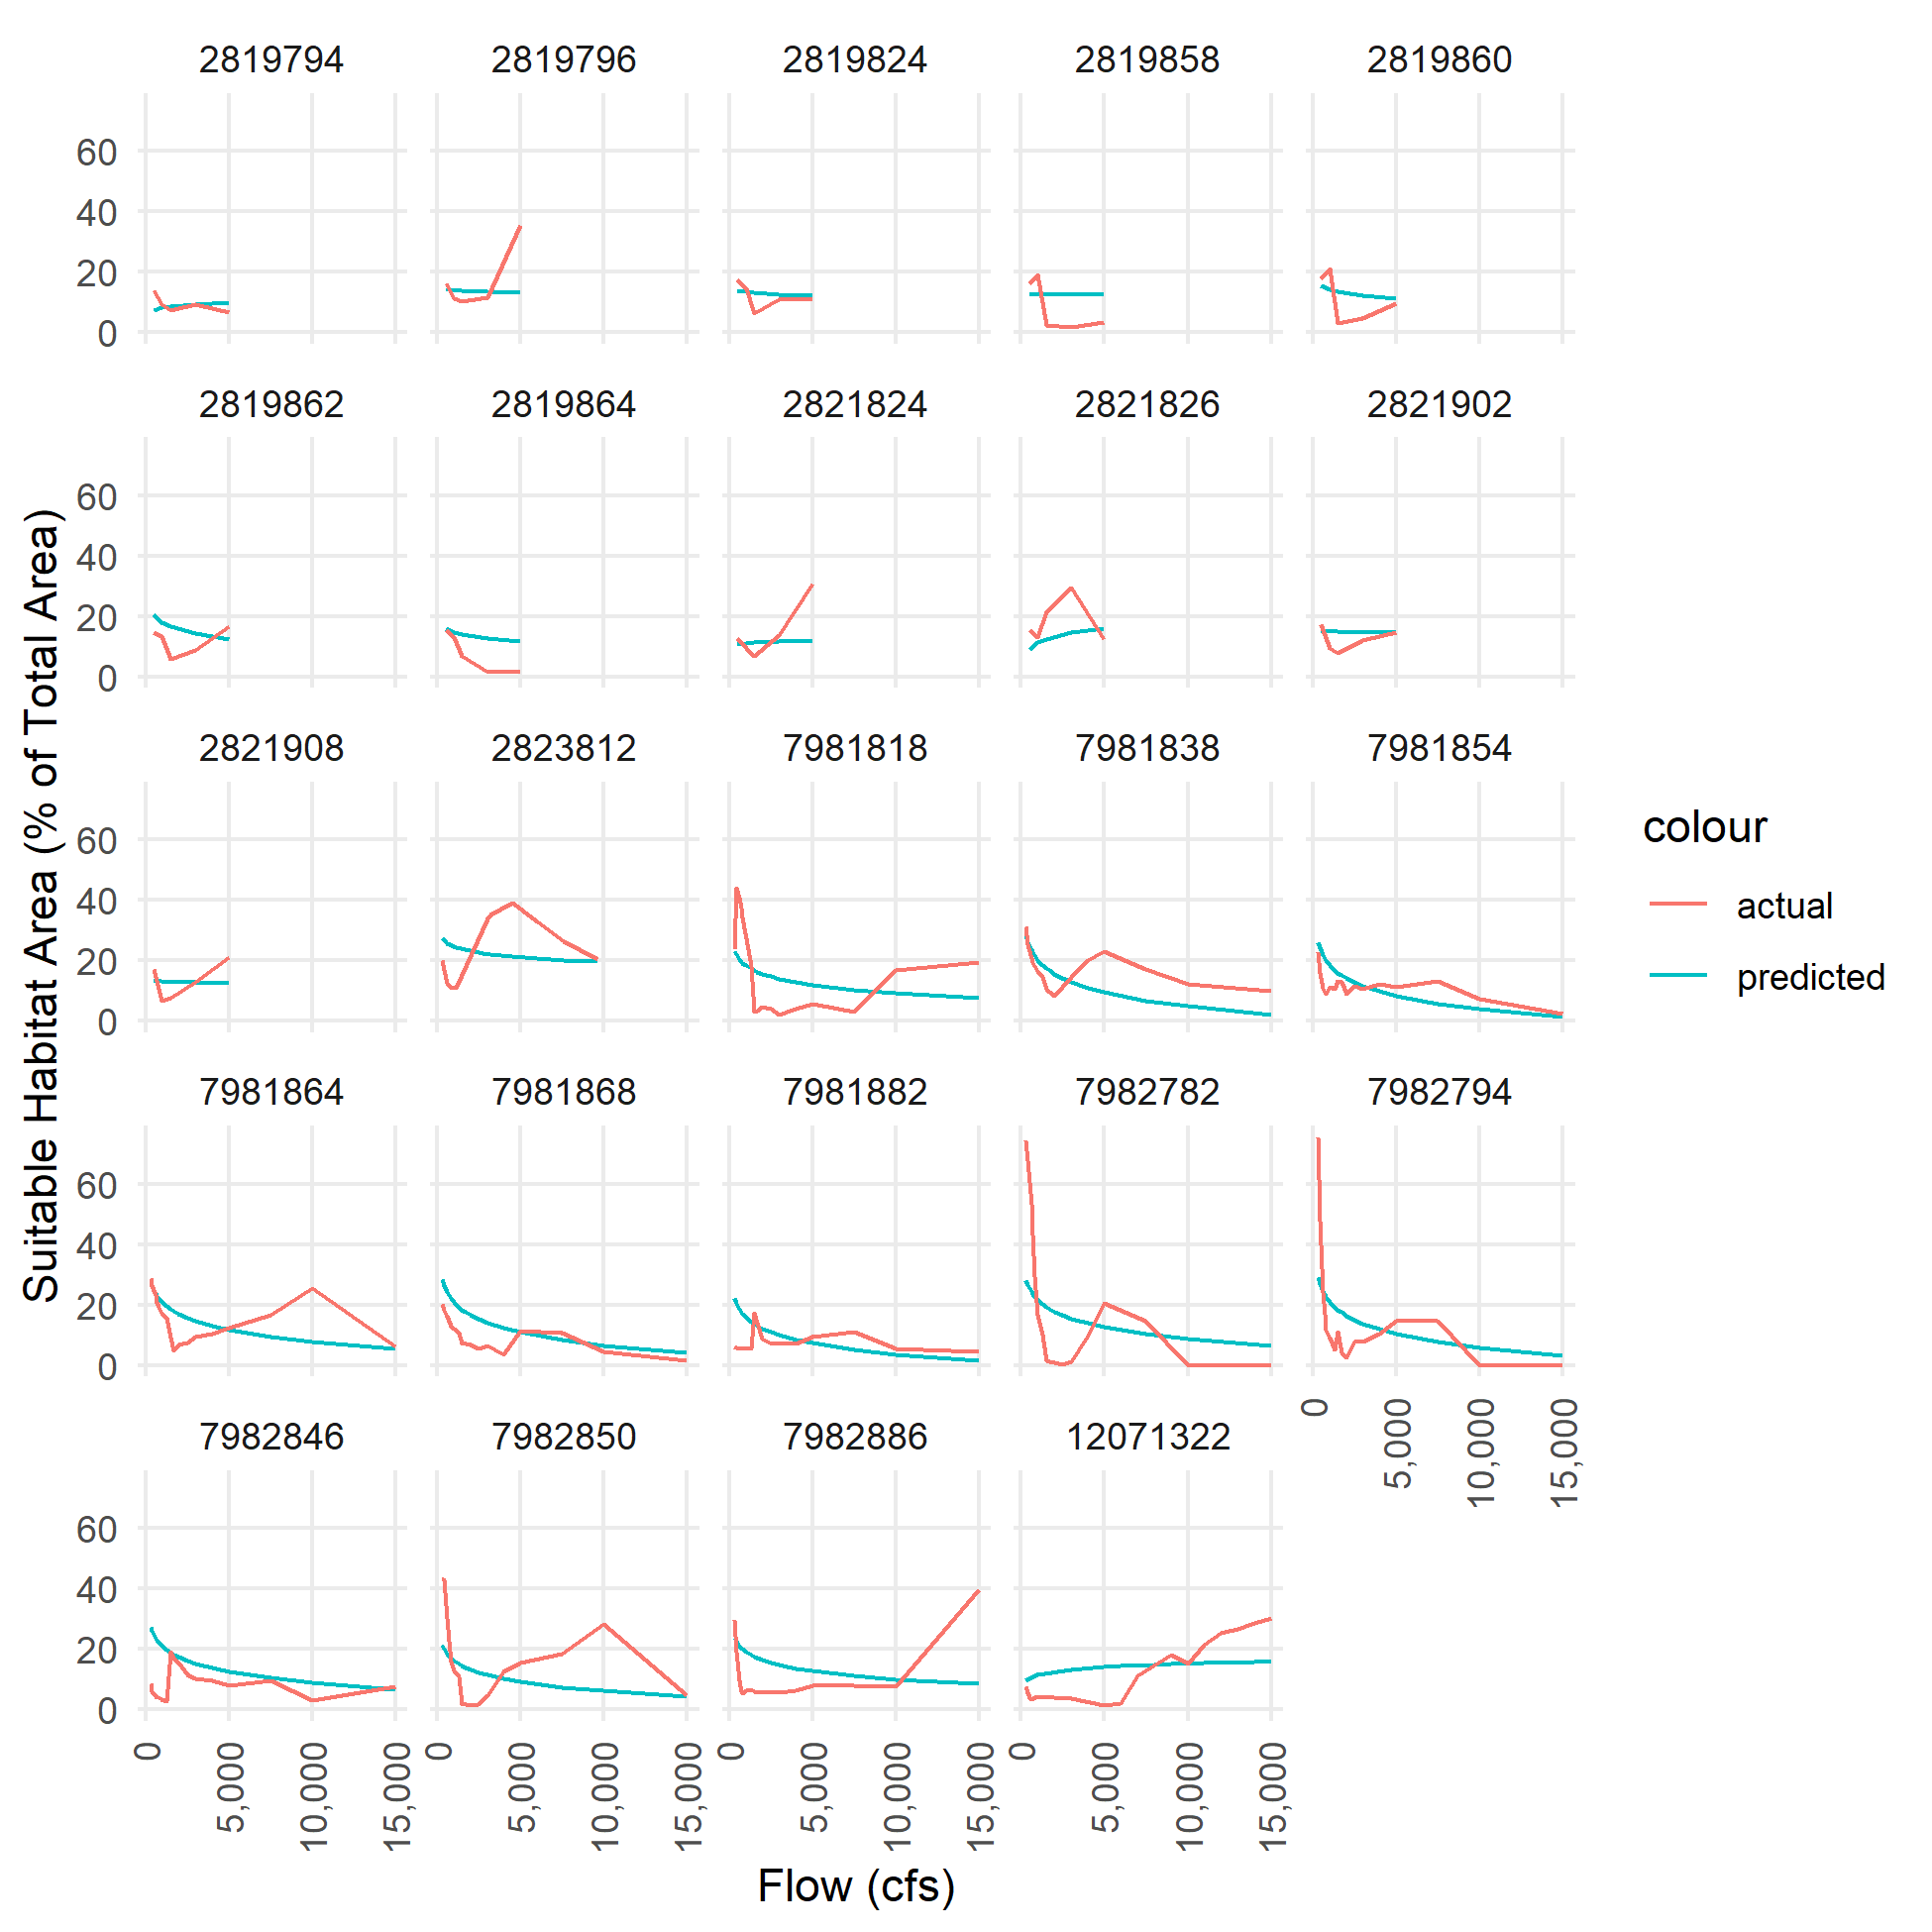 2819794 2819796 2819824 2819858 2819860
60
40
20
0
2819862 2819864 2821824 2821826 2821902
60
40
20
0
2821908 2823812 7981818 7981838 7981854
60
40
20
0
7981864 7981868 7981882 7982782 7982794
60
40
20
0
0 5,000 10,000 15,000
7982846 7982850 7982886 12071322
60
40
20
0
0 5,000 10,000 15,000 0 5,000 10,000 15,000 0 5,000 10,000 15,000 0 5,000 10,000 15,000
Flow (cfs)
Suitable Habitat Area (% of Total Area)
colour
actual
predicted